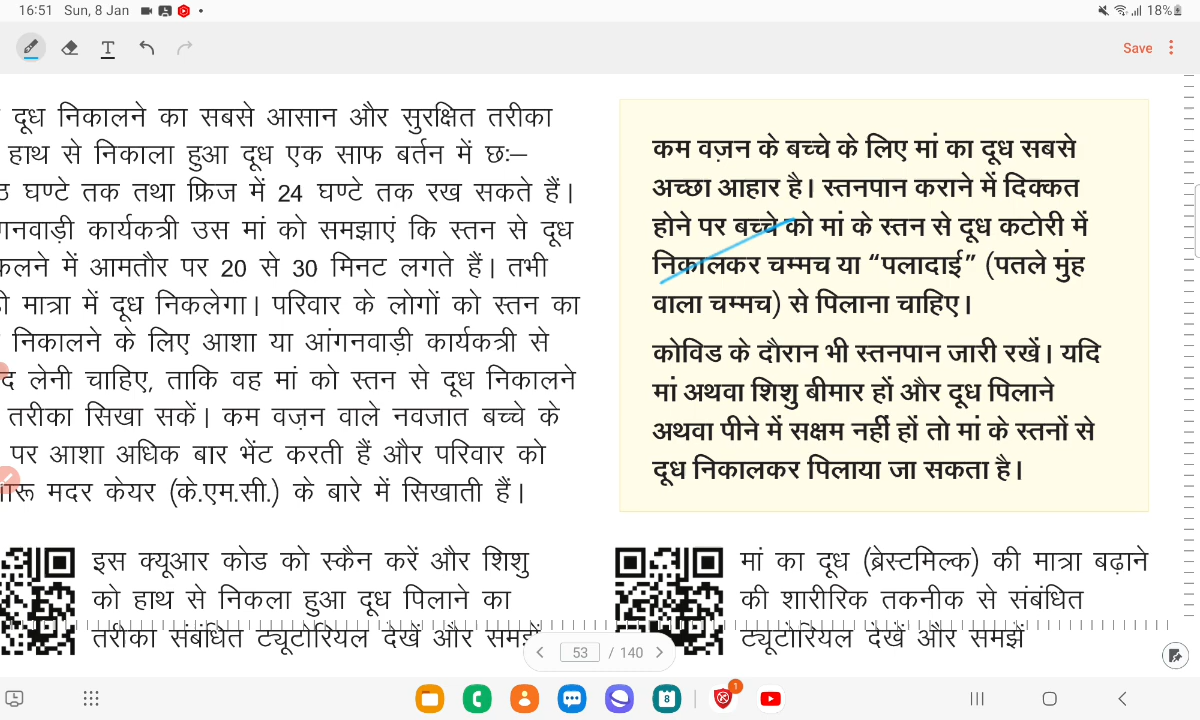 16:51 Sun, 8 Jan
18%
T
Save
दूध निकालने का सबसे आसान और सुरक्षित तरीका
हाथ से निकाला हुआ दूध एक साफ बर्तन में छः–
घण्टे तक तथा फ्रिज में 24 घण्टे तक रख सकते हैं।
कार्यकत्री उस मां को समझाएं कि स्तन से दूध
में आमतौर पर 20 से 30 मिनट लगते हैं। तभी
मात्रा में दूध निकलेगा। परिवार के लोगों को स्तन का
निकालने के लिए आशा या आंगनवाड़ी कार्यकत्री से
लेनी चाहिए, ताकि वह मां को स्तन से दूध निकालने
तरीका सिखा सकें। कम वज़न वाले नवजात बच्चे के
पर आशा अधिक बार भेंट करती हैं और परिवार को
मदर केयर (के.एम.सी.) के बारे में सिखाती हैं।
कम वज़न के बच्चे के लिए मां का दूध सबसे
अच्छा आहार है। स्तनपान कराने में दिक्कत
होने पर बच्चे को मां के स्तन से दूध कटोरी में
निकालकर चम्मच या “पलादाई” (पतले मुंह
वाला चम्मच) से पिलाना चाहिए।
कोविड के दौरान भी स्तनपान जारी रखें। यदि
मां अथवा शिशु बीमार हों और दूध पिलाने
अथवा पीने में सक्षम नहीं हों तो मां के स्तनों से
दूध निकालकर पिलाया जा सकता है।
इस क्यूआर कोड को स्कैन करें और शिशु
को हाथ से निकला हुआ दूध पिलाने का
तरीका संबंधित ट्यूटोरियल देखें और समझें
मां का दूध (ब्रेस्टमिल्क) की मात्रा बढ़ाने
की शारीरिक तकनीक से संबंधित
ट्यूटोरियल देखें और समझें
53 / 140
8
1